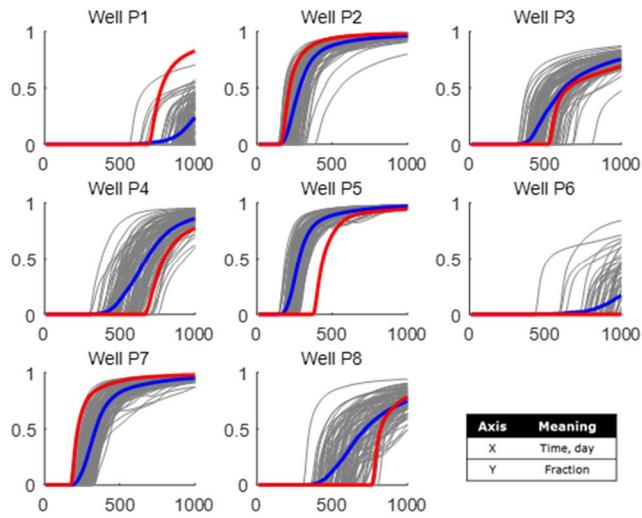 Well P1
Well P2
Well P3
1
0.5
0
0 500 1000
1
0.5
0
0 500 1000
1
0.5
0
0 500 1000
Well P4
Well P5
Well P6
1
0.5
0
0 500 1000
1
0.5
0
0 500 1000
1
0.5
0
0 500 1000
Well P7
Well P8
1
0.5
0
0 500 1000
1
0.5
0
0 500 1000
Axis Meaning
X Time, day
Y Fraction